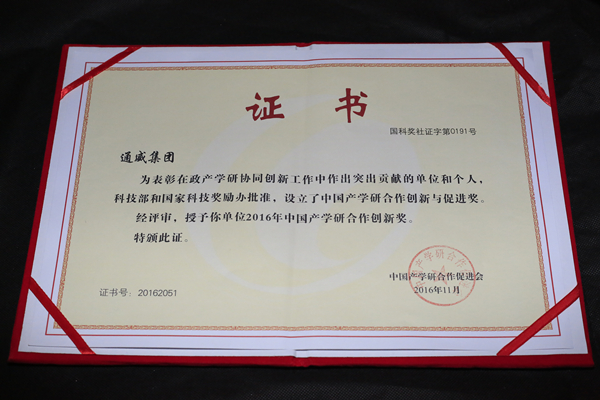 证 书
国科奖社证字第0191号
通威集团
为表彰在政产学研协同创新工作中作出突出贡献的单位和个人，
科技部和国家科技奖励办批准，设立了中国产学研合作创新与促进奖。
经评审，授予你单位2016年中国产学研合作创新奖。
特颁此证。
中国产学研合作促进会
2016年11月
证书号：20162051